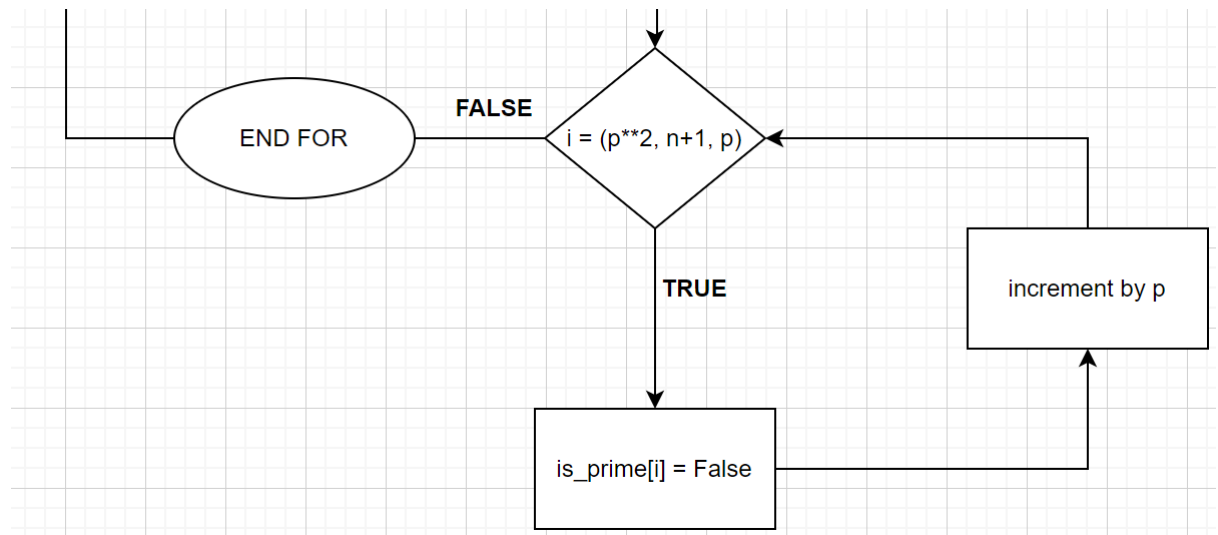 FALSE
END FOR
i = (p**2, n+1, p)
TRUE
increment by p
is_prime[i] = False